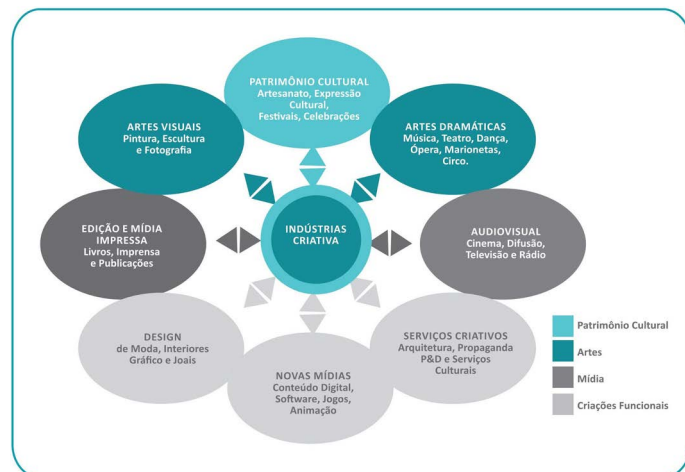 PATRIMÔNIO CULTURAL
Artesanato, Expressão
Cultural,
Festivais, Celebrações
ARTES VISUAIS
Pintura, Escultura
e Fotografia
ARTES DRAMÁTICAS
Música, Teatro, Dança,
Ópera, Marionetas,
Circo.
EDIÇÃO E MÍDIA
IMPRESSA
Livros, Imprensa
e Publicações
INDÚSTRIAS
CRIATIVA
AUDIOVISUAL
Cinema, Difusão,
Televisão e Rádio
DESIGN
de Moda, Interiores
Gráfico e Joais
NOVAS MÍDIAS
Conteúdo Digital,
Software, Jogos,
Animação
SERVIÇOS CRIATIVOS
Arquitetura, Propaganda
P&D e Serviços
Culturais
Patrimônio Cultural
Artes
Mídia
Criações Funcionais